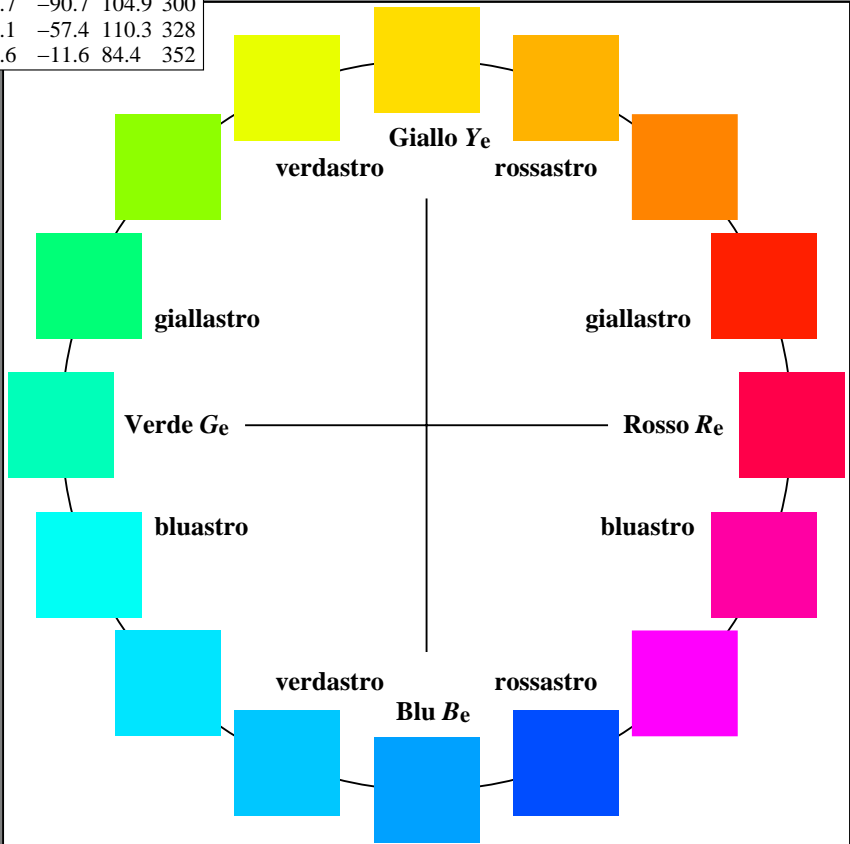 −90.7 104.9 300
−57.4 110.3 328
−11.6 84.4 352
Giallo Ye
verdastro rossastro
giallastro giallastro
Verde Ge Rosso Re
bluastro bluastro
verdastro rossastro
Blu Be